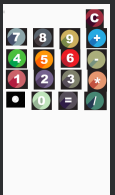 C
7 8 9 +
4 5 6 -
1 2 3 *
. 0 = /